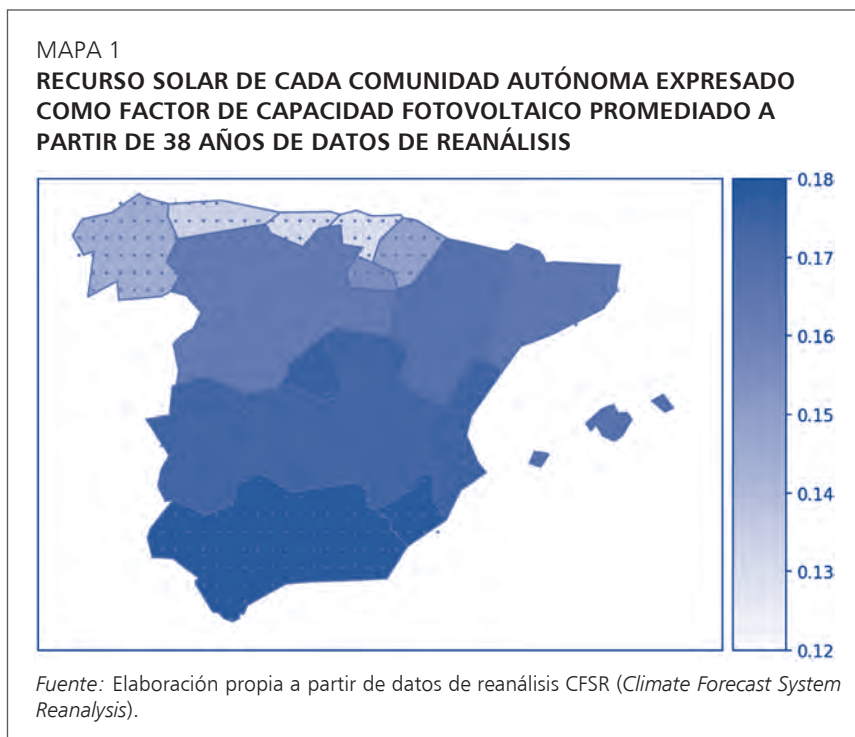 MAPA 1
RECURSO SOLAR DE CADA COMUNIDAD AUTÓNOMA EXPRESADO
COMO FACTOR DE CAPACIDAD FOTOVOLTAICO PROMEDIADO A
PARTIR DE 38 AÑOS DE DATOS DE REANÁLISIS
0.18
0.17
0.16
0.15
0.14
0.13
0.12
Fuente: Elaboración propia a partir de datos de reanálisis CFSR (Climate Forecast System
Reanalysis).